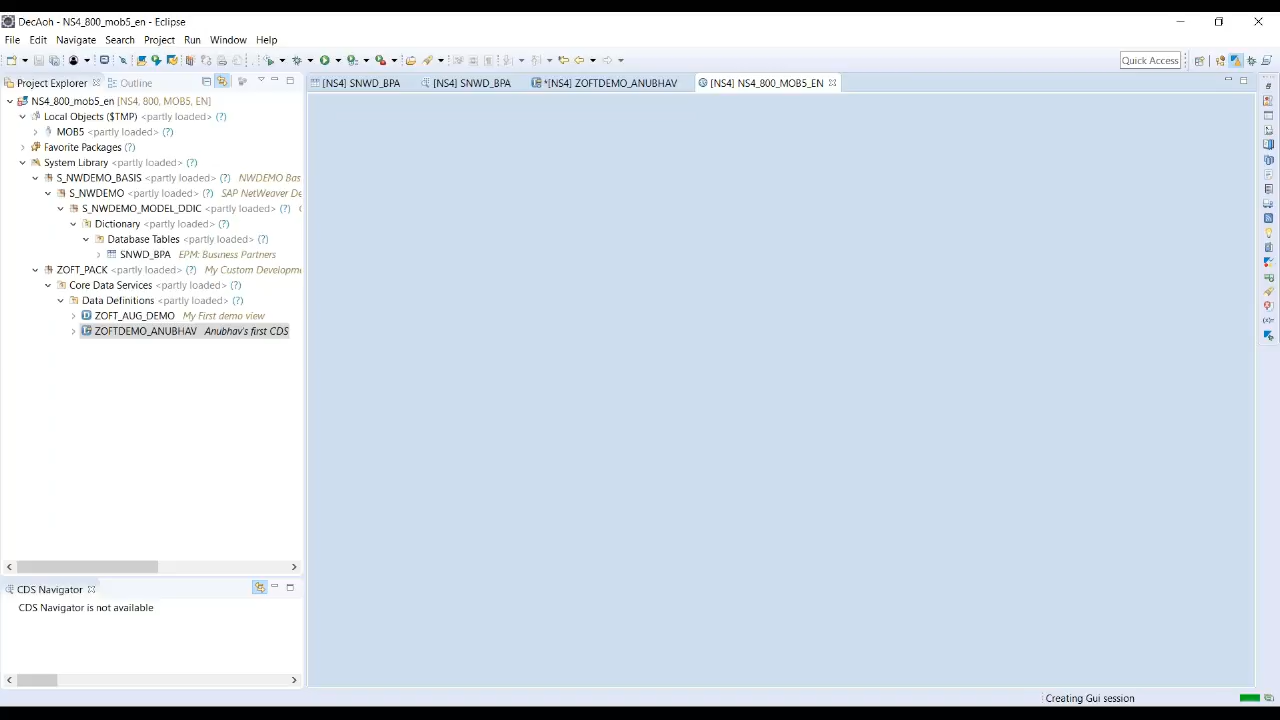 DecAoh - NS4_800_mob5_en - Eclipse
File Edit Navigate Search Project Run Window Help
Quick Access
Project Explorer Outline
[NS4] SNWD_BPA [NS4] SNWD_BPA *[NS4] ZOFTDEMO_ANUBHAV [NS4] NS4_800_MOB5_EN
NS4_800_mob5_en [NS4, 800, MOB5, EN]
Local Objects ($TMP) <partly loaded> (?)
MOB5 <partly loaded> (?)
Favorite Packages (?)
System Library <partly loaded> (?)
S_NWDEMO_BASIS <partly loaded> (?) NWDEMO Bas
S_NWDEMO <partly loaded> (?) SAP NetWeaver De
S_NWDEMO_MODEL_DDIC <partly loaded> (?)
Dictionary <partly loaded> (?)
Database Tables <partly loaded> (?)
SNWD_BPA EPM: Business Partners
ZOFT_PACK <partly loaded> (?) My Custom Developm
Core Data Services <partly loaded> (?)
Data Definitions <partly loaded> (?)
ZOFT_AUG_DEMO My First demo view
ZOFTDEMO_ANUBHAV Anubhav's first CDS
CDS Navigator
CDS Navigator is not available
Creating Gui session